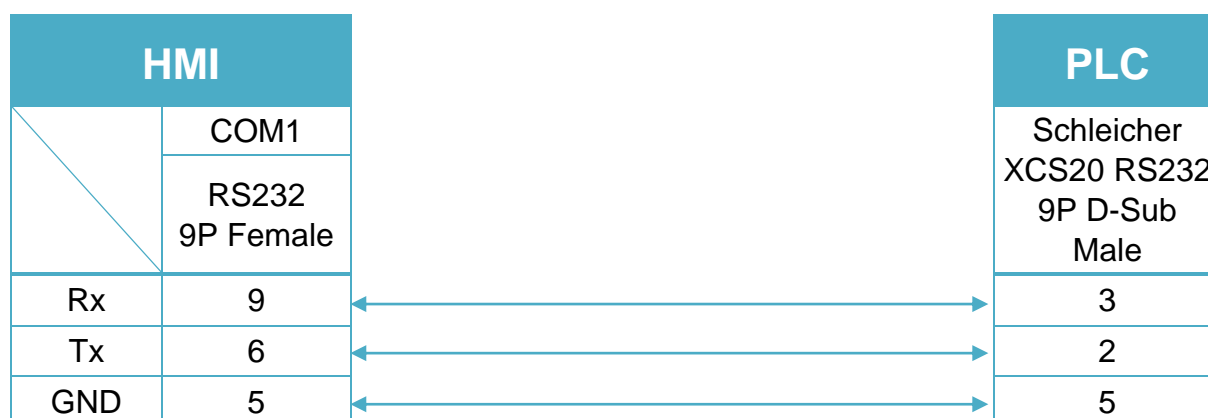 HMI
PLC
COM1
RS232
9P Female
Schleicher
XCS20 RS232
9P D-Sub
Male
Rx 9 3
Tx 6 2
GND 5 5